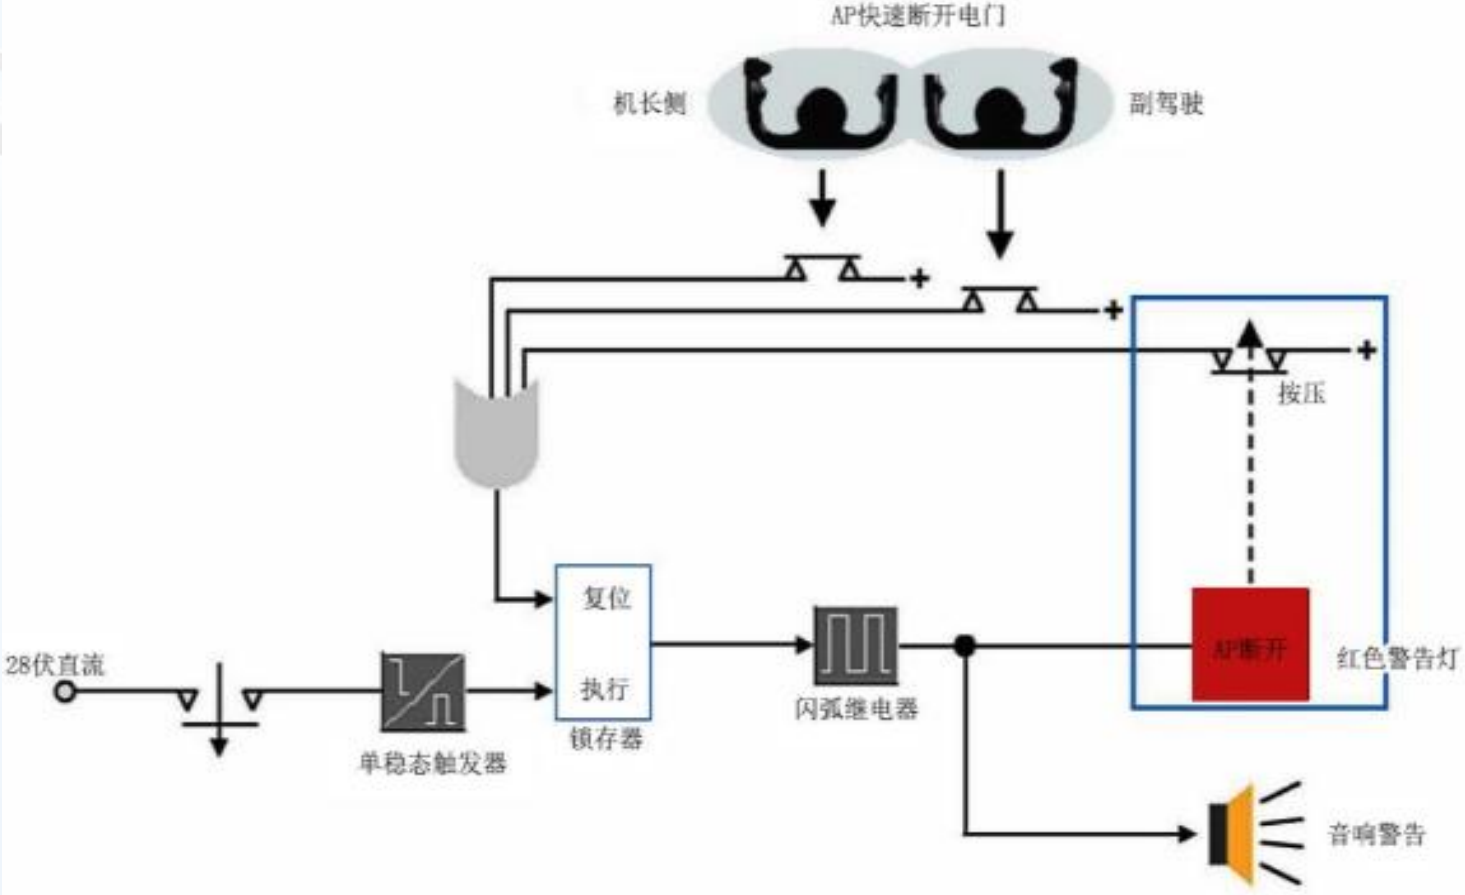 AP快速断开电门
机长侧
副驾驶
+
+
+
按压
复位
执行
锁存器
28伏直流
单稳态触发器
闪弧继电器
AP断开
红色警告灯
音响警告